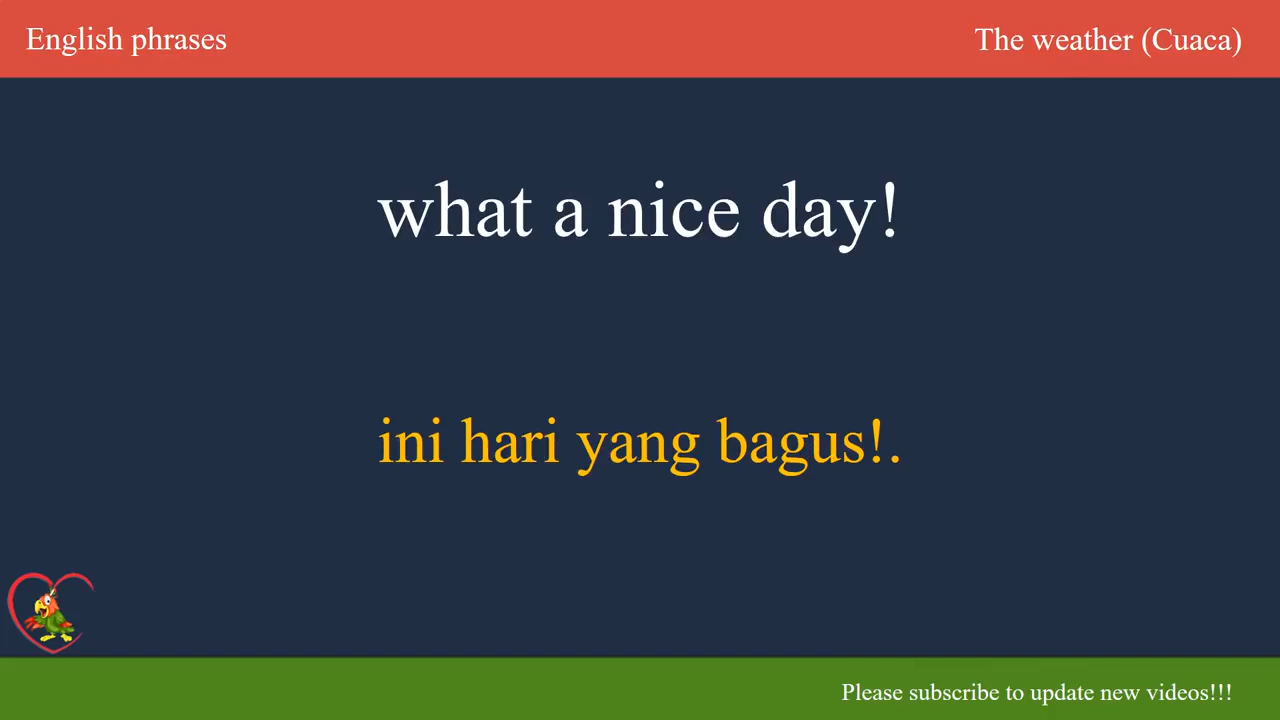 English phrases
The weather (Cuaca)
what a nice day!
ini hari yang bagus!.
Please subscribe to update new videos!!!